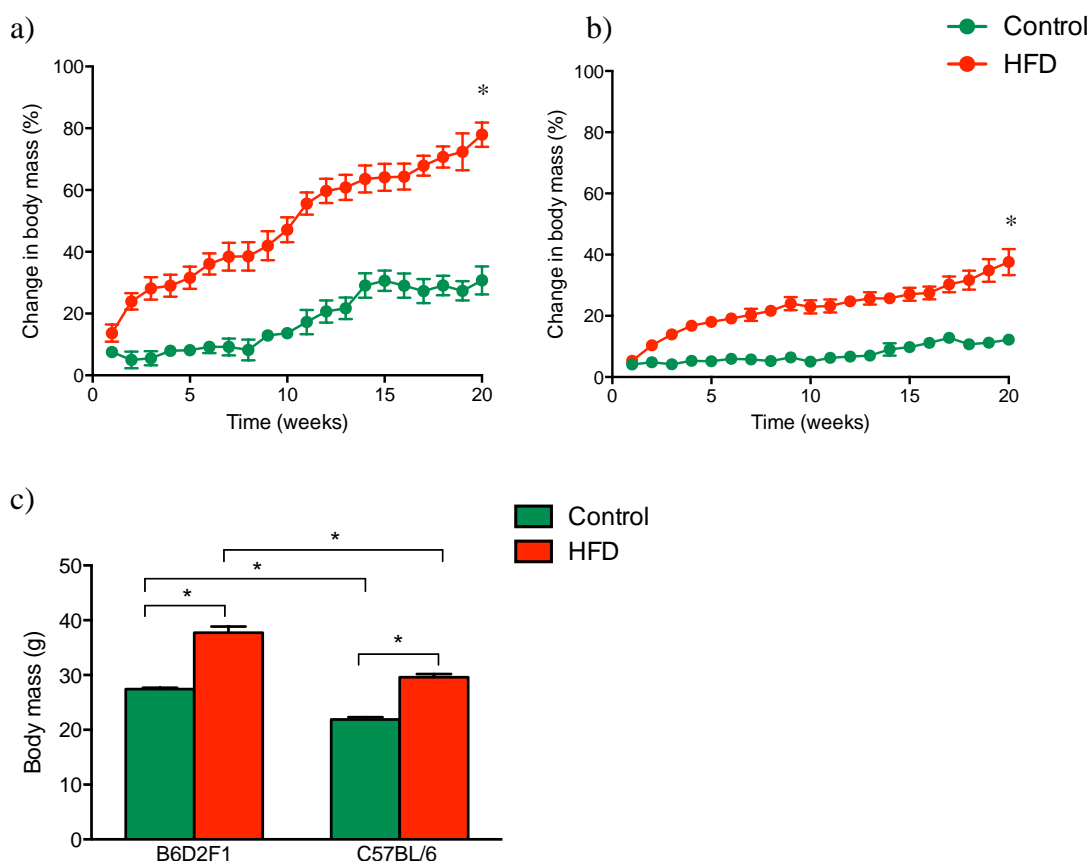 a)
b)
Control
HFD
Change in body mass (%)
100
80
60
40
20
0
*
0 5 10 15 20
Time (weeks)
Change in body mass (%)
100
80
60
40
20
0
*
0 5 10 15 20
Time (weeks)
c)
Control
HFD
Body mass (g)
50
40
30
20
10
0
*
*
*
*
B6D2F1 C57BL/6